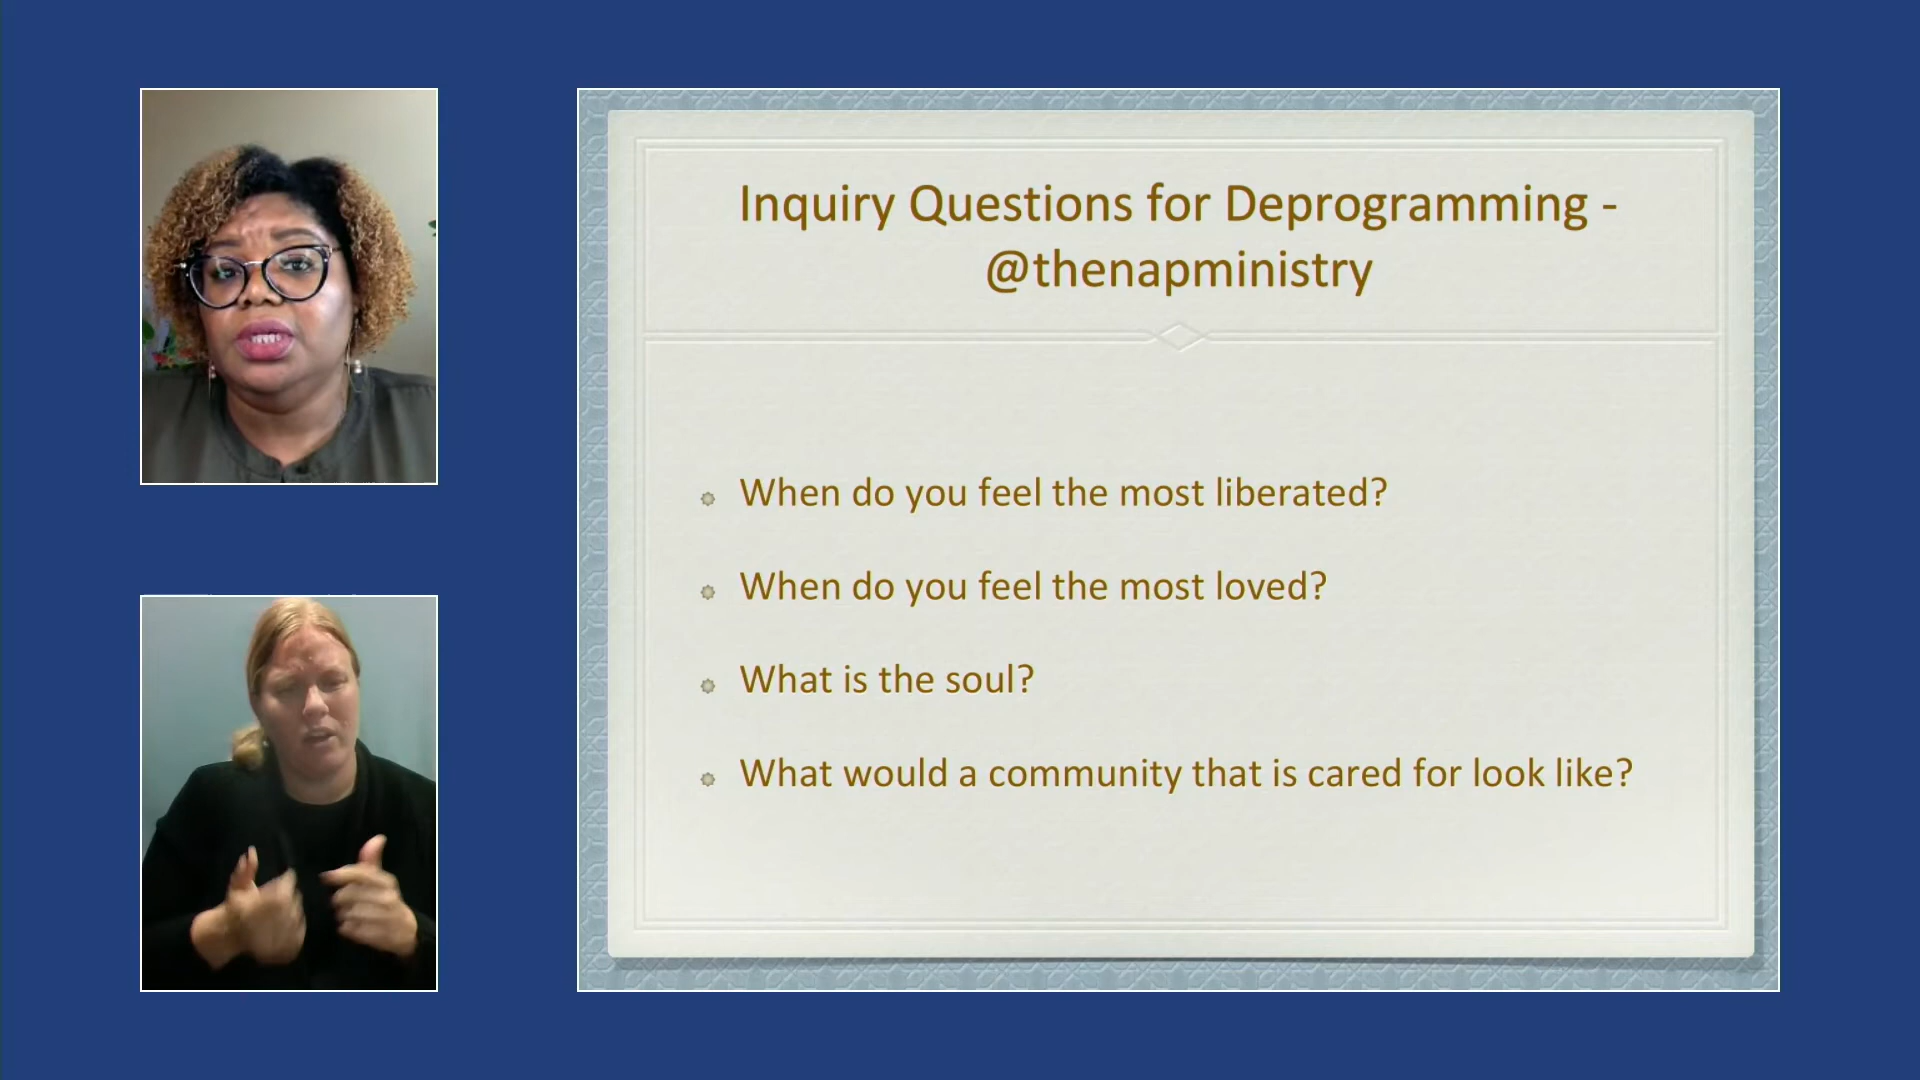 Inquiry Questions for Deprogramming -
@thenapministry
When do you feel the most liberated?
When do you feel the most loved?
What is the soul?
What would a community that is cared for look like?